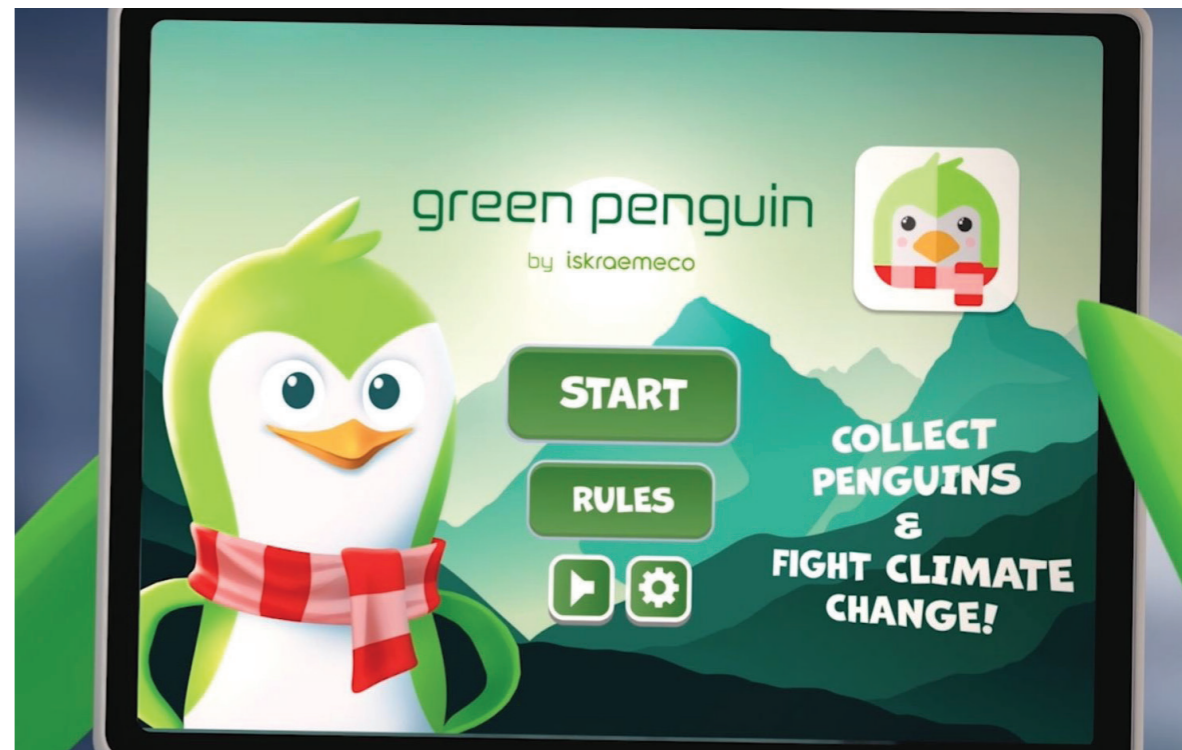 green penguin
by iskraemeco
START
RULES
COLLECT
PENGUINS
&
FIGHT CLIMATE
CHANGE!